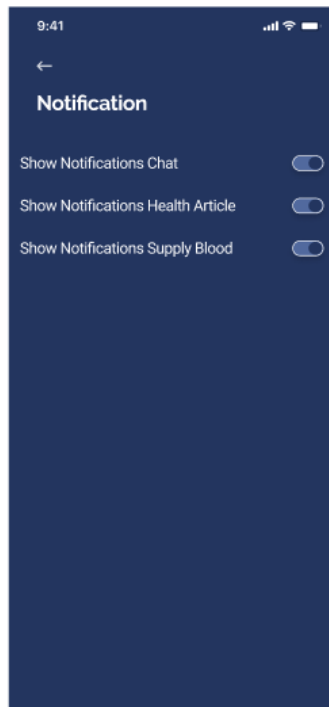 9:41
Notification
Show Notifications Chat
Show Notifications Health Article
Show Notifications Supply Blood